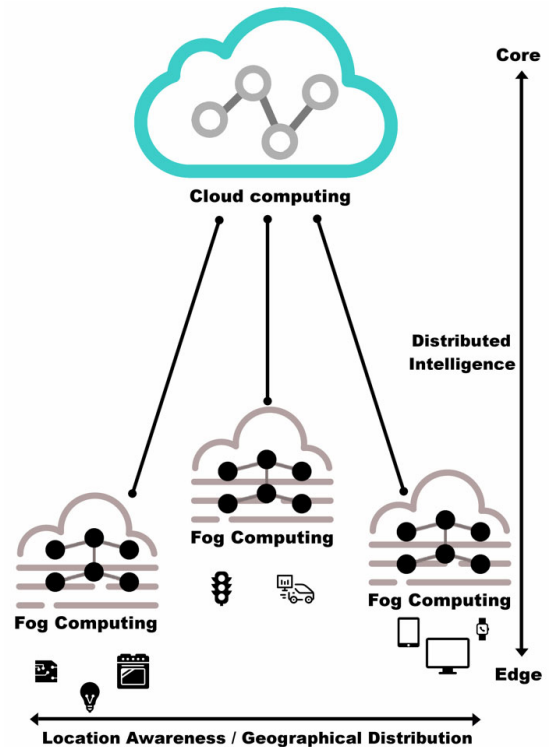 Core
Cloud computing
Distributed
Intelligence
Fog Computing
Fog Computing
Fog Computing
Edge
Location Awareness / Geographical Distribution